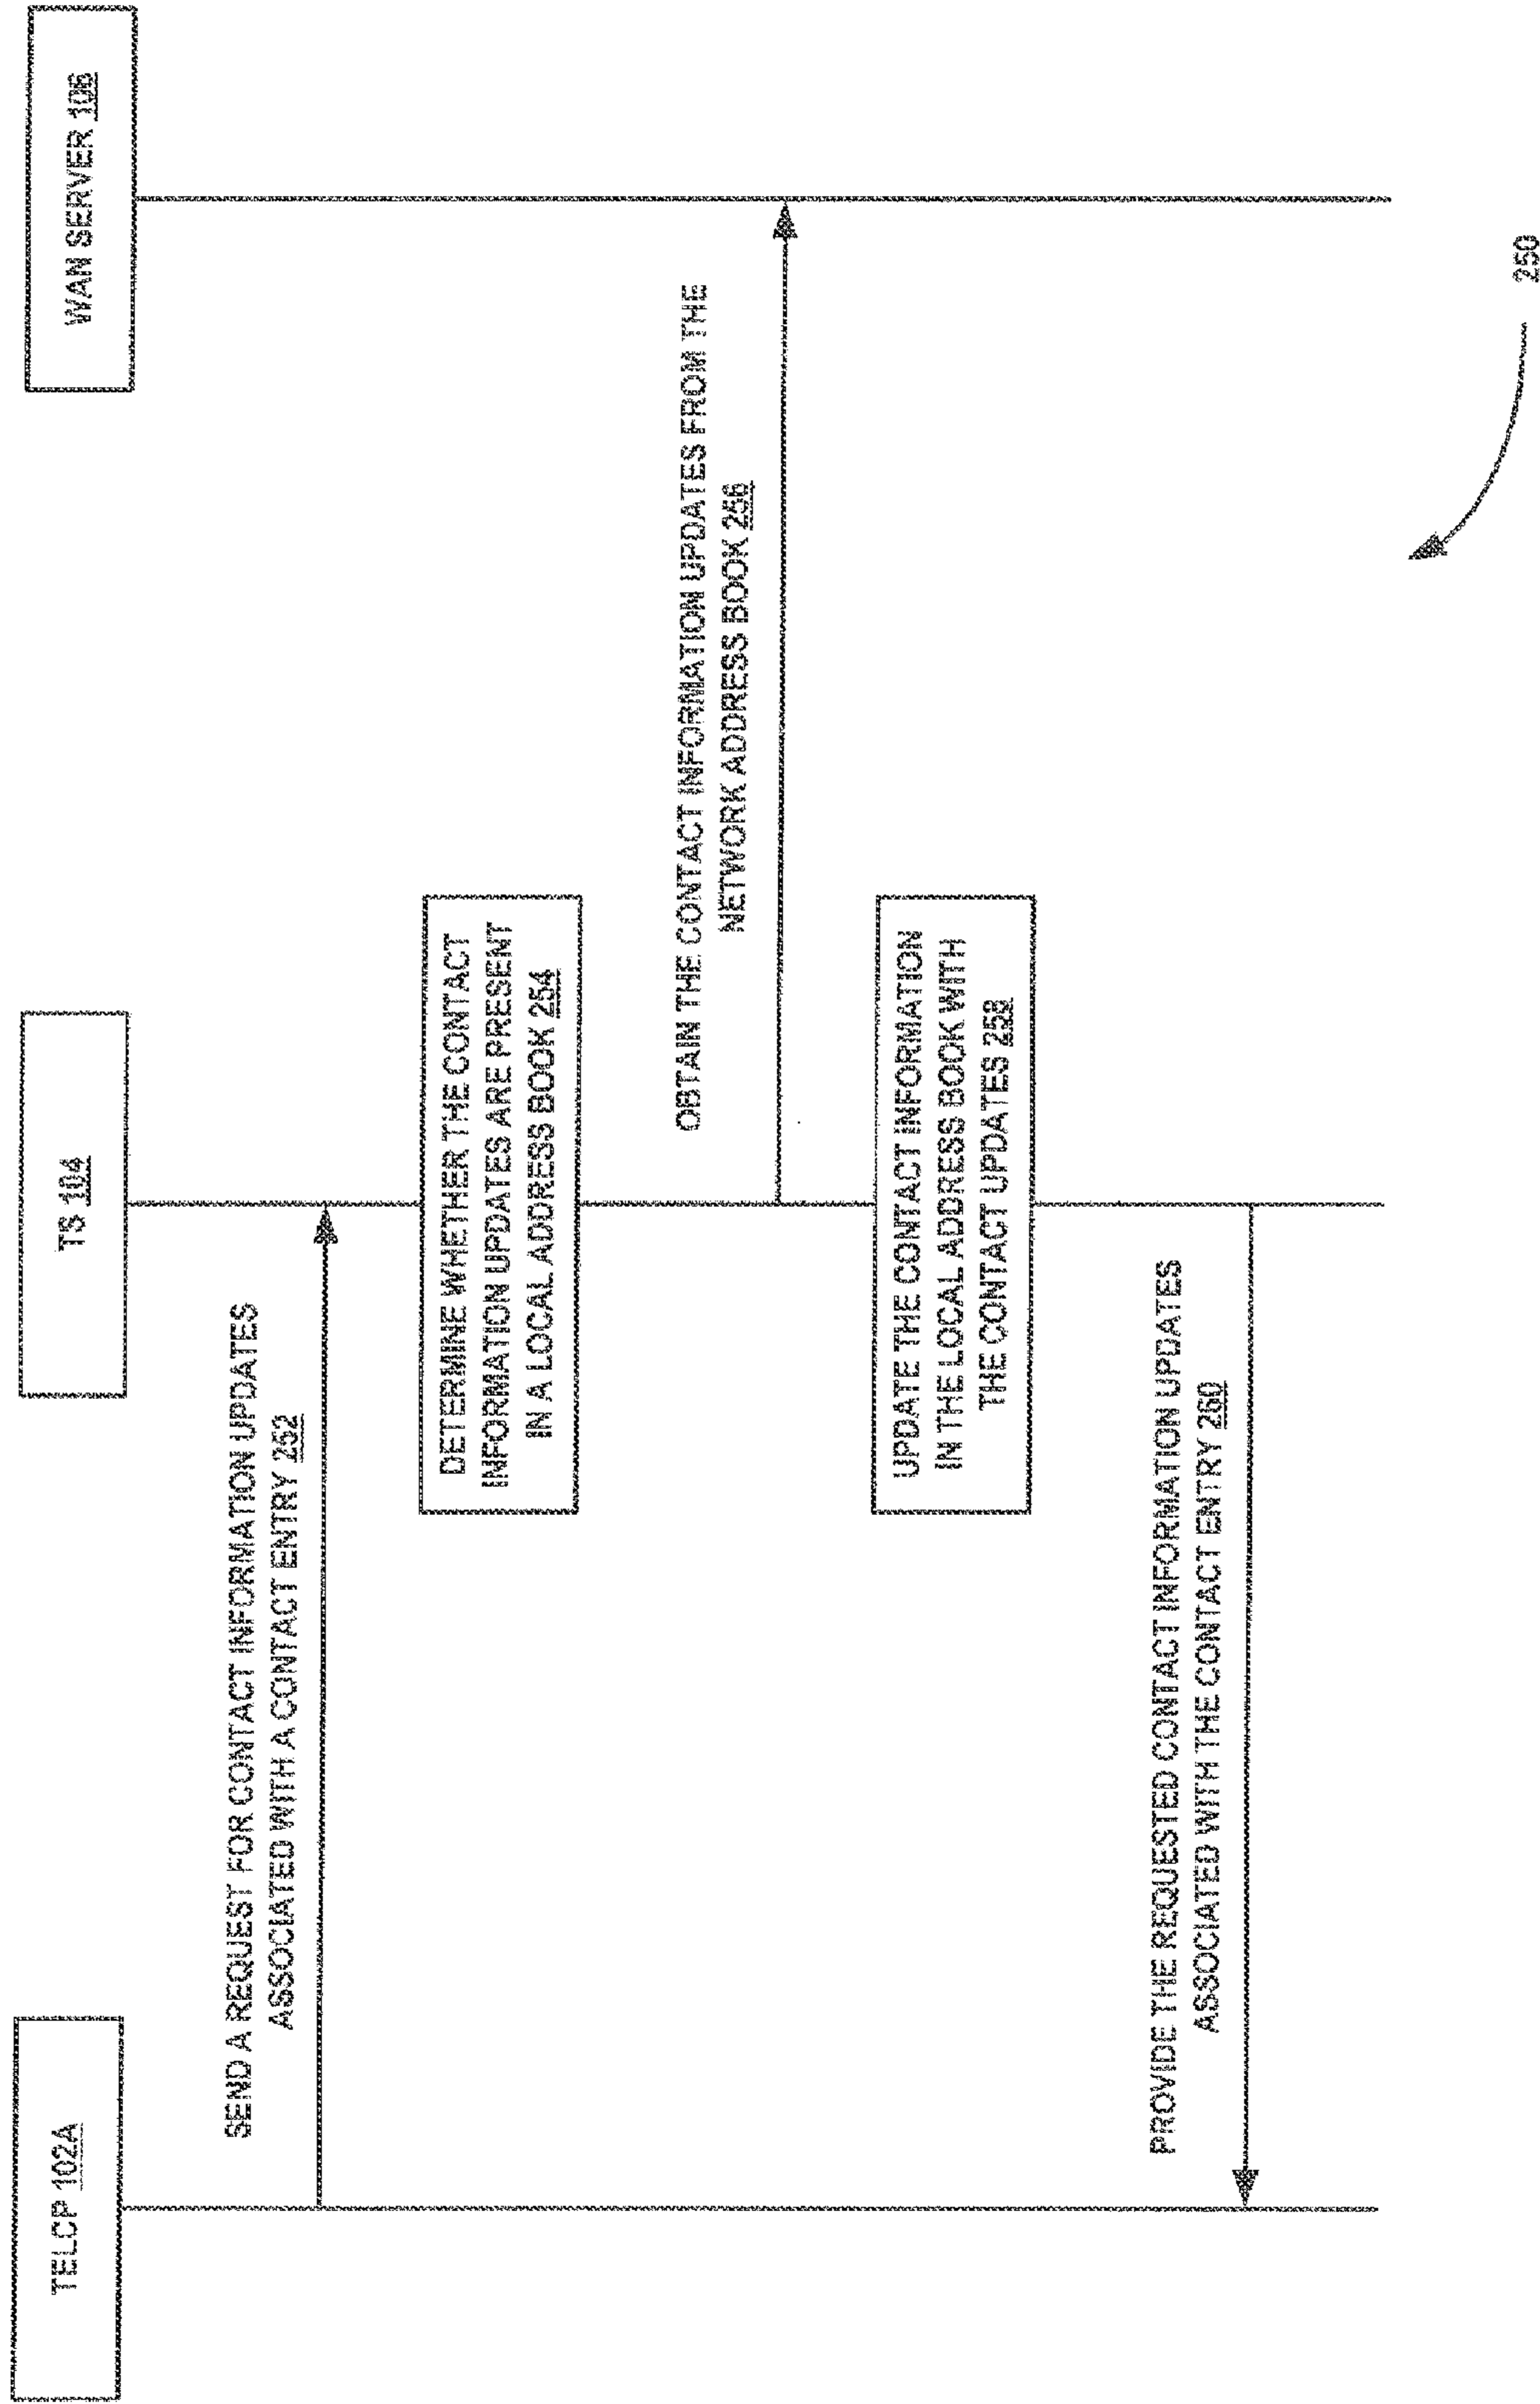 TELCP 102A
TS 104
WAN SERVER 106
SEND A REQUEST FOR CONTACT INFORMATION UPDATES
ASSOCIATED WITH A CONTACT ENTRY 252
DETERMINE WHETHER THE CONTACT
INFORMATION UPDATES ARE PRESENT
IN A LOCAL ADDRESS BOOK 254
OBTAIN THE CONTACT INFORMATION UPDATES FROM THE
NETWORK ADDRESS BOOK 256
UPDATE THE CONTACT INFORMATION
IN THE LOCAL ADDRESS BOOK WITH
THE CONTACT UPDATES 258
PROVIDE THE REQUESTED CONTACT INFORMATION UPDATES
ASSOCIATED WITH THE CONTACT ENTRY 260
250